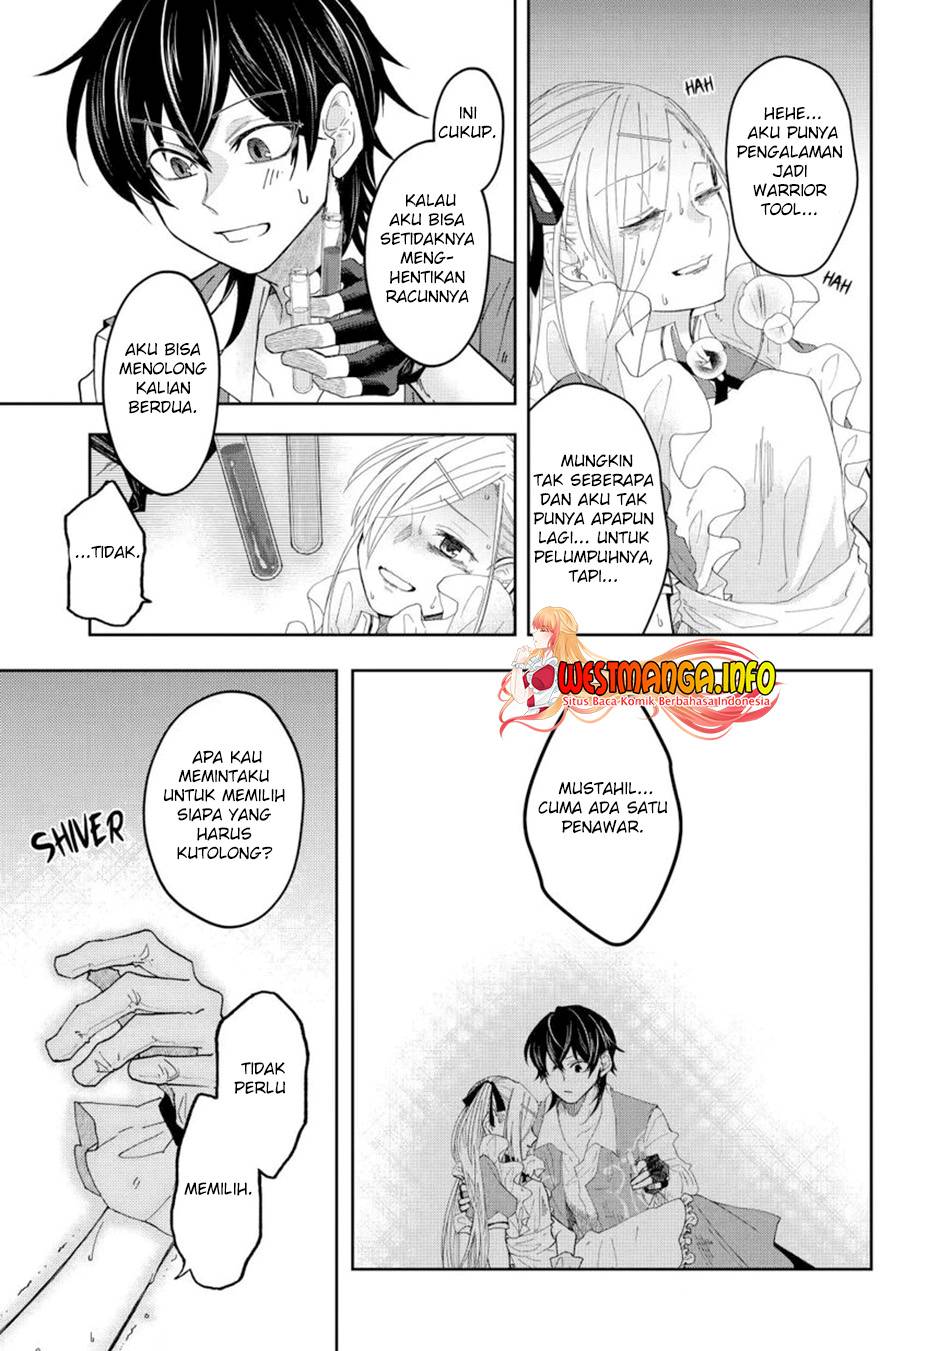 HAH
HEHE...
AKU PUNYA
PENGALAMAN
JADI
WARRIOR
TOOL...
HAH
MUNGKIN
TAK SEBERAPA
DAN AKU TAK
PUNYA APAPUN
LAGI... UNTUK
PELUMPUHNYA,
TAPI...
INI
CUKUP.
KALAU
AKU BISA
SETIDAKNYA
MENG-
HENTIKAN
RACUNNYA
AKU BISA
MENOLONG
KALIAN
BERDUA.
...TIDAK.
WESTMANGA.INFO
SITUS BACA KOMIK BERBAHASA INDONESIA
MUSTAHIL...
CUMA ADA SATU
PENAWAR.
APA KAU
MEMINTAKU
UNTUK MEMILIH
SIAPA YANG
HARUS
KUTOLONG?
SHIVER
TIDAK
PERLU
MEMILIH.